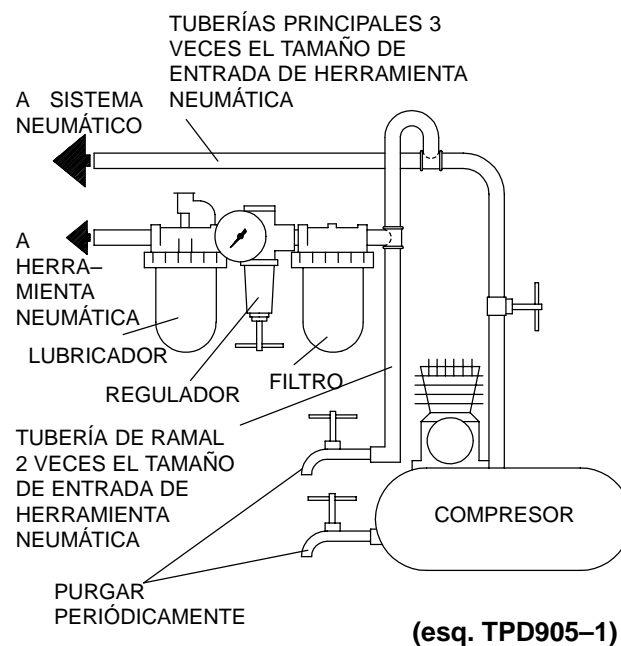 TUBERÍAS PRINCIPALES 3
VECES EL TAMAÑO DE
ENTRADA DE HERRAMIENTA
NEUMÁTICA
A SISTEMA
NEUMÁTICO
A
HERRA–
MIENTA
NEUMÁTICA
LUBRICADOR
REGULADOR
FILTRO
TUBERÍA DE RAMAL
2 VECES EL TAMAÑO
DE ENTRADA DE
HERRAMIENTA
NEUMÁTICA
COMPRESOR
PURGAR
PERIÓDICAMENTE
(esq. TPD905–1)